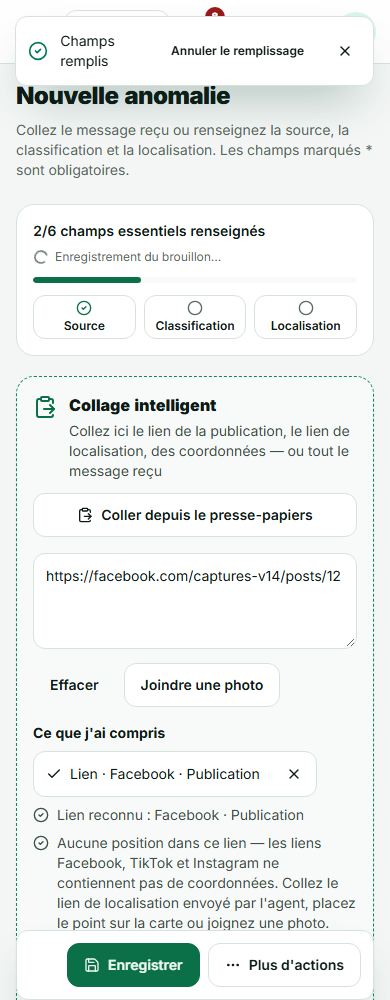 Champs
remplis
Annuler le remplissage
Nouvelle anomalie
Collez le message reçu ou renseignez la source, la
classification et la localisation. Les champs marqués *
sont obligatoires.
2/6 champs essentiels renseignés
Enregistrement du brouillon...
Source
Classification
Localisation
Collage intelligent
Collez ici le lien de la publication, le lien de
localisation, des coordonnées — ou tout le
message reçu
Coller depuis le presse-papiers
https://facebook.com/captures-v14/posts/12
Effacer
Joindre une photo
Ce que j'ai compris
Lien · Facebook · Publication
Lien reconnu : Facebook · Publication
Aucune position dans ce lien — les liens
Facebook, TikTok et Instagram ne
contiennent pas de coordonnées. Collez le
lien de localisation envoyé par l'agent, placez
le point sur la carte ou joignez une photo.
Enregistrer
Plus d'actions